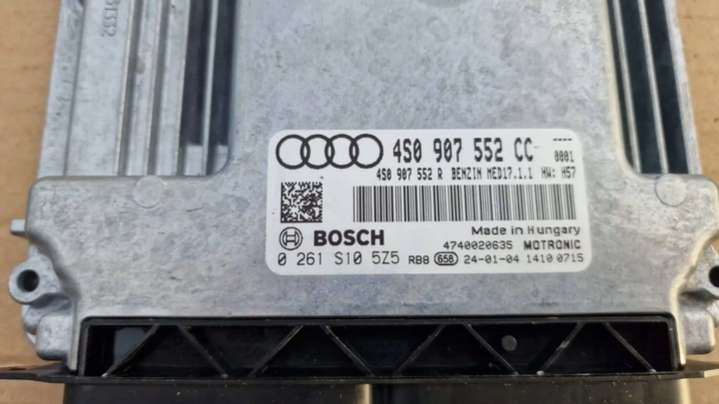 4S0 907 552 CC ----
0001
4S0 907 552 R BENZIN MED17.1.1 HW: H57
BOSCH
Made in Hungary
4740020635 MOTRONIC
0 261 S10 5Z5 RB8 658 24-01-04 1410 0715